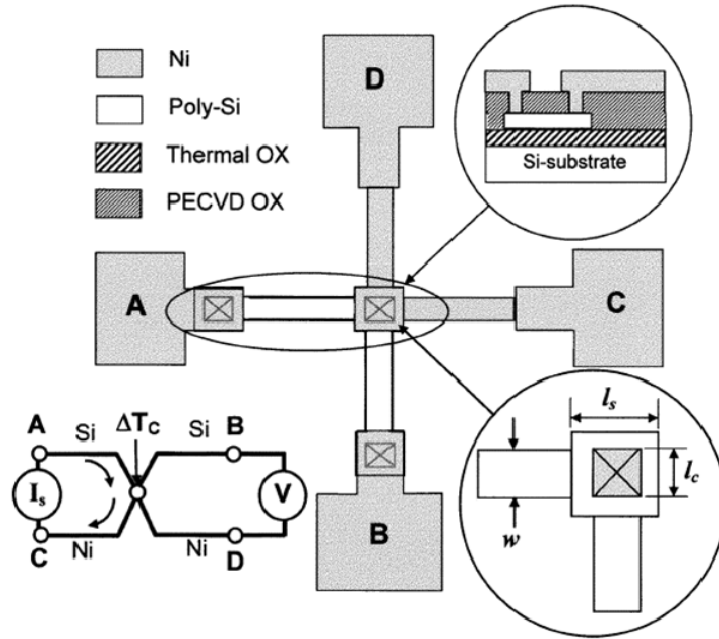 Ni
Poly-Si
Thermal OX
PECVD OX
D
Si-substrate
A
C
B
A
Si
ΔTc
Si
B
Is
V
C
Ni
Ni
D
ls
lc
w